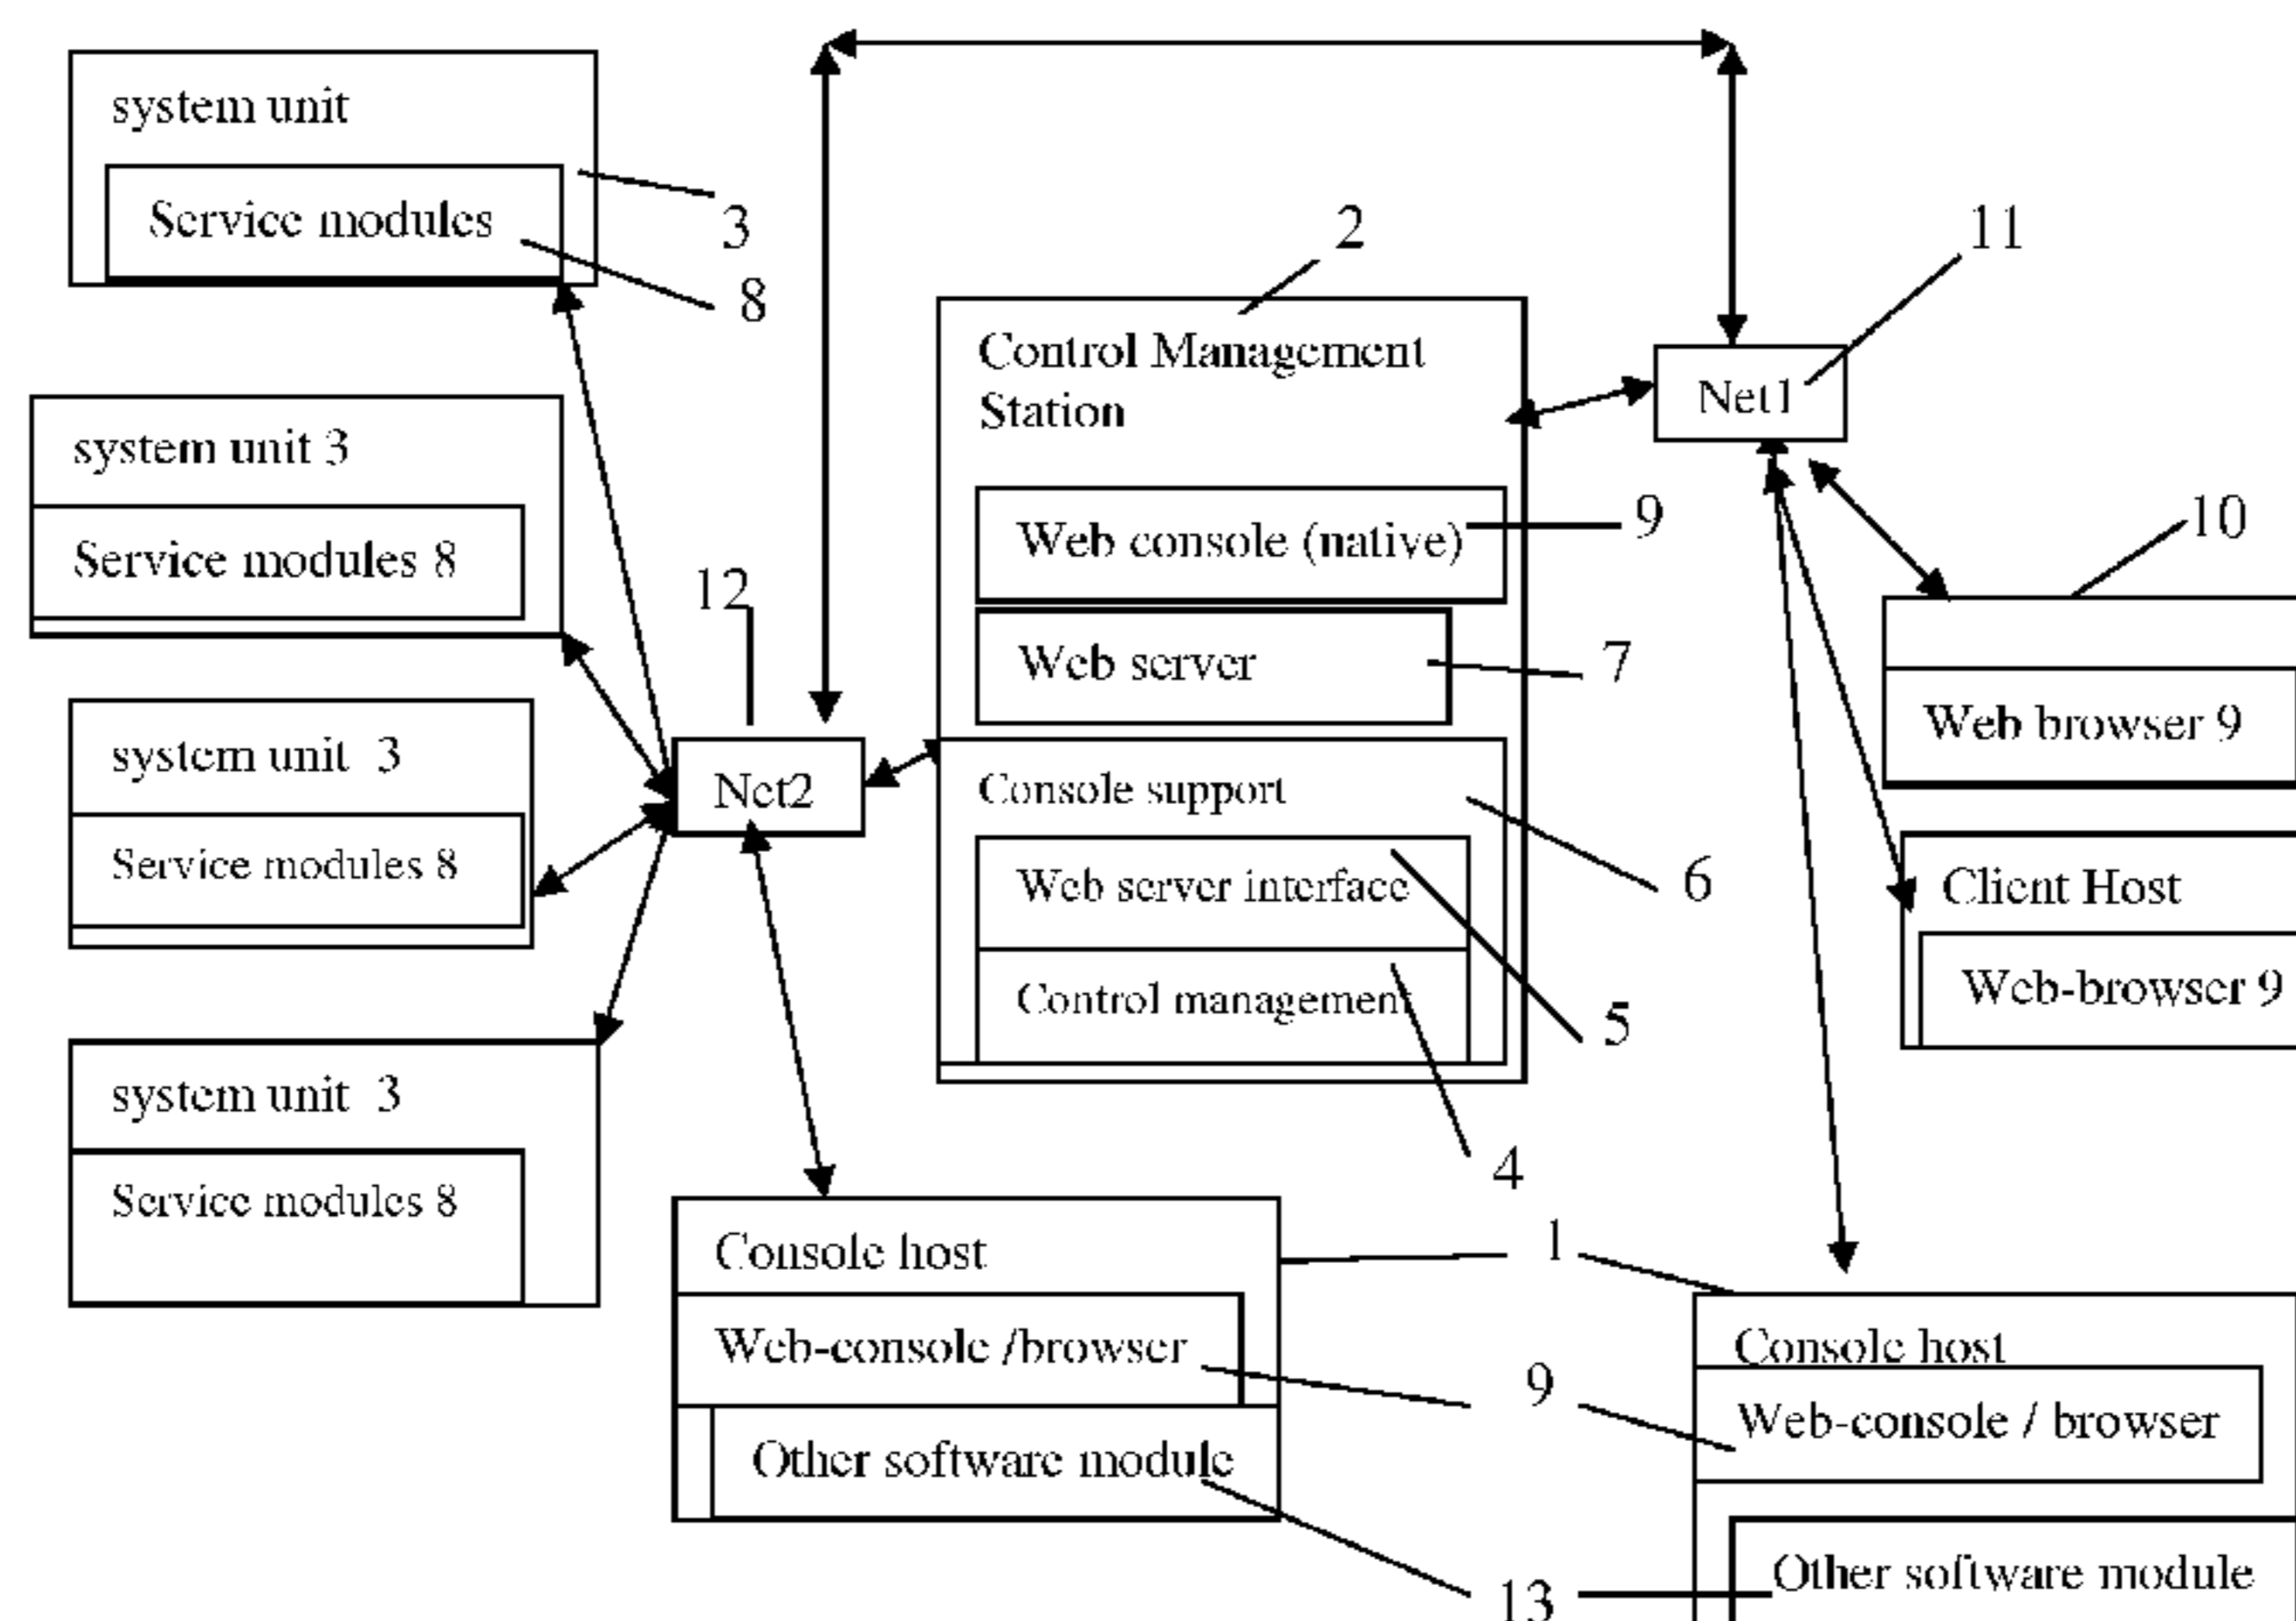 system unit
Service modules
3
8
2
11
Control Management
Station
Net1
system unit 3
Service modules 8
Web console (native)
9
10
12
Web server
7
Web browser 9
system unit 3
Service modules 8
Net2
Console support
6
Web server interface
Client Host
Web-browser 9
Control management
5
system unit 3
Service modules 8
4
Console host
1
Web-console /browser
9
Console host
Web-console / browser
Other software module
13
Other software module